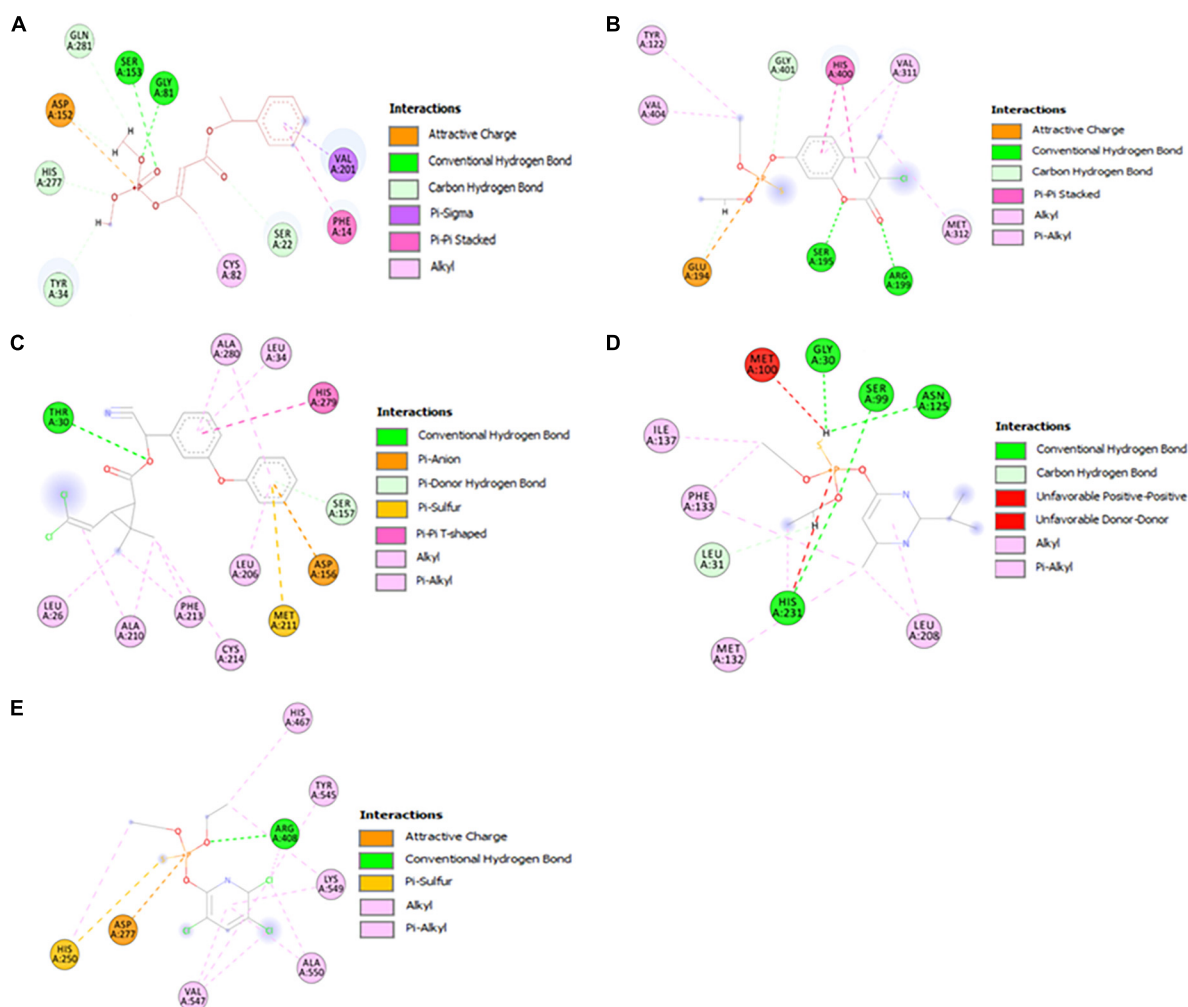 A
GLN
A:281
SER
A:153
GLY
A:81
ASP
A:152
HIS
A:277
TYR
A:34
CYS
A:82
SER
A:22
PHE
A:14
VAL
A:201
H
H
H
O
O
O
P
O
O
O
Interactions
Attractive Charge
Conventional Hydrogen Bond
Carbon Hydrogen Bond
Pi-Sigma
Pi-Pi Stacked
Alkyl
B
TYR
A:122
VAL
A:404
GLY
A:401
HIS
A:400
VAL
A:311
MET
A:312
GLU
A:194
SER
A:195
ARG
A:199
O
O
O
P
H
O
O
Cl
Interactions
Attractive Charge
Conventional Hydrogen Bond
Carbon Hydrogen Bond
Pi-Pi Stacked
Alkyl
Pi-Alkyl
C
ALA
A:280
LEU
A:34
THR
A:30
HIS
A:279
SER
A:157
ASP
A:156
LEU
A:206
MET
A:211
LEU
A:26
ALA
A:210
PHE
A:213
CYS
A:214
N
O
O
O
Cl
Cl
Interactions
Conventional Hydrogen Bond
Pi-Anion
Pi-Donor Hydrogen Bond
Pi-Sulfur
Pi-Pi T-shaped
Alkyl
Pi-Alkyl
D
MET
A:100
GLY
A:30
SER
A:99
ASN
A:125
ILE
A:137
PHE
A:133
LEU
A:31
HIS
A:231
MET
A:132
LEU
A:208
H
S
O
P
O
O
H
N
N
Interactions
Conventional Hydrogen Bond
Carbon Hydrogen Bond
Unfavorable Positive-Positive
Unfavorable Donor-Donor
Alkyl
Pi-Alkyl
E
HIS
A:467
TYR
A:545
ARG
A:408
LYS
A:549
ALA
A:550
VAL
A:547
ASP
A:277
HIS
A:250
O
O
P
O
N
Cl
Cl
Cl
Interactions
Attractive Charge
Conventional Hydrogen Bond
Pi-Sulfur
Alkyl
Pi-Alkyl